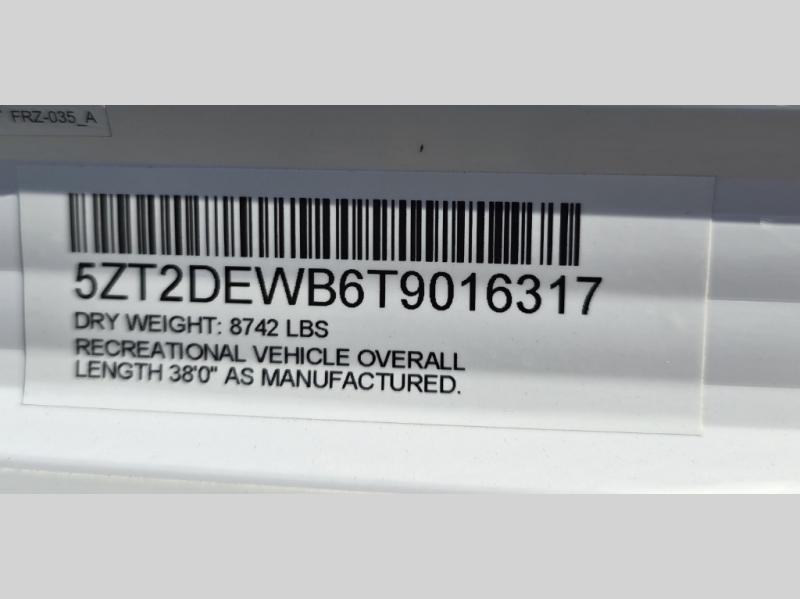 FRZ-035_A
5ZT2DEWB6T9016317
DRY WEIGHT: 8742 LBS
RECREATIONAL VEHICLE OVERALL
LENGTH 38'0" AS MANUFACTURED.